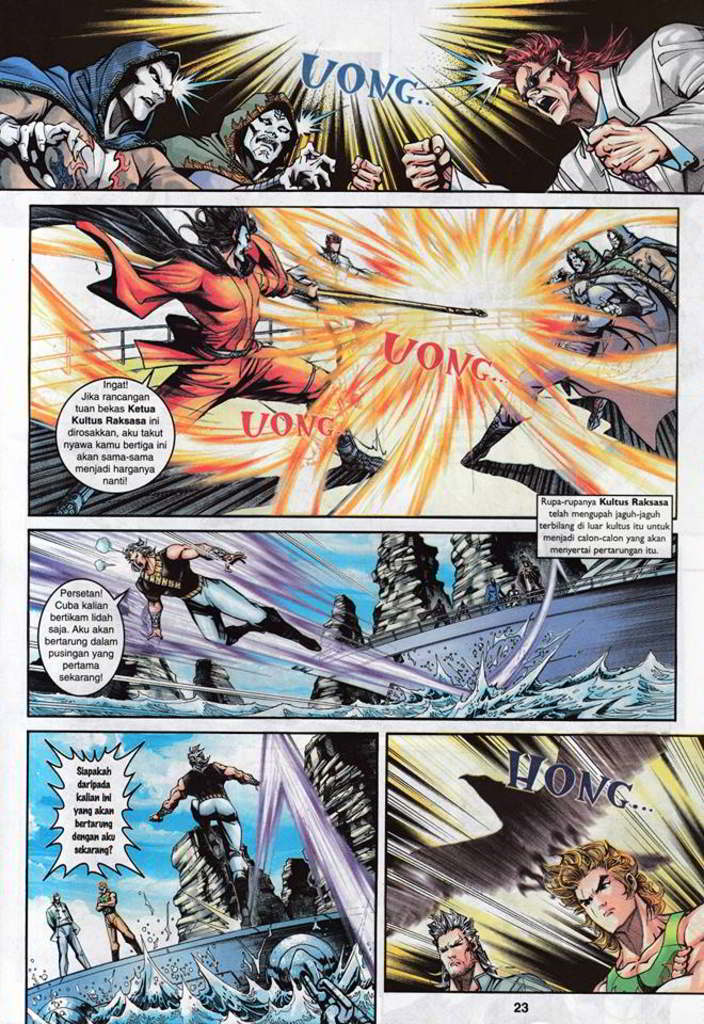 UONG...
UONG...
UONG...
Ingat!
Jika rancangan
tuan bekas Ketua
Kultus Raksasa ini
dirosakkan, aku takut
nyawa kamu bertiga ini
akan sama-sama
menjadi harganya
nanti!
Rupa-rupanya Kultus Raksasa
telah mengupah jaguh-jaguh
terbilang di luar kultus itu untuk
menjadi calon-calon yang akan
menyertai pertarungan itu.
Persetan!
Cuba kalian
bertikam lidah
saja. Aku akan
bertarung dalam
pusingan yang
pertama
sekarang!
Siapakah
daripada
kalian ini
yang akan
bertarung
dengan aku
sekarang?
HONG...
23